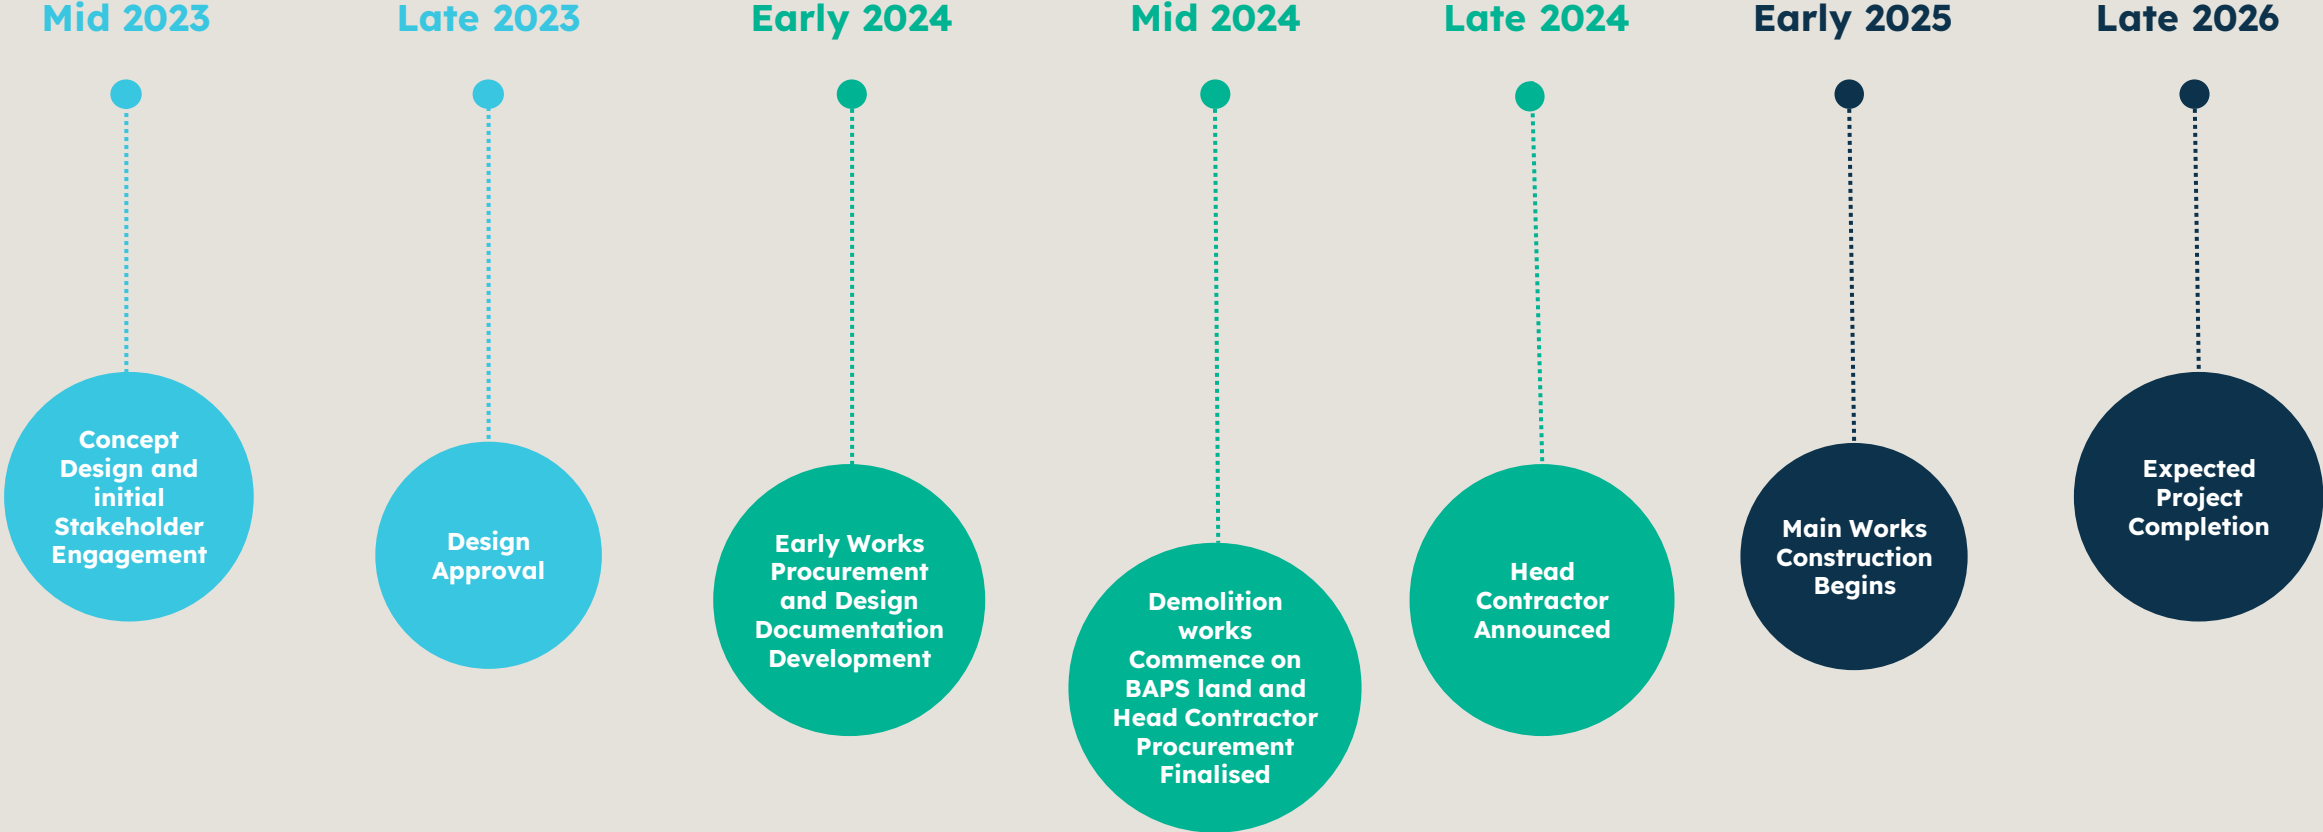 Mid 2023
Late 2023
Early 2024
Mid 2024
Late 2024
Early 2025
Late 2026
Concept
Design and
initial
Stakeholder
Engagement
Design
Approval
Early Works
Procurement
and Design
Documentation
Development
Demolition
works
Commence on
BAPS land and
Head Contractor
Procurement
Finalised
Head
Contractor
Announced
Main Works
Construction
Begins
Expected
Project
Completion